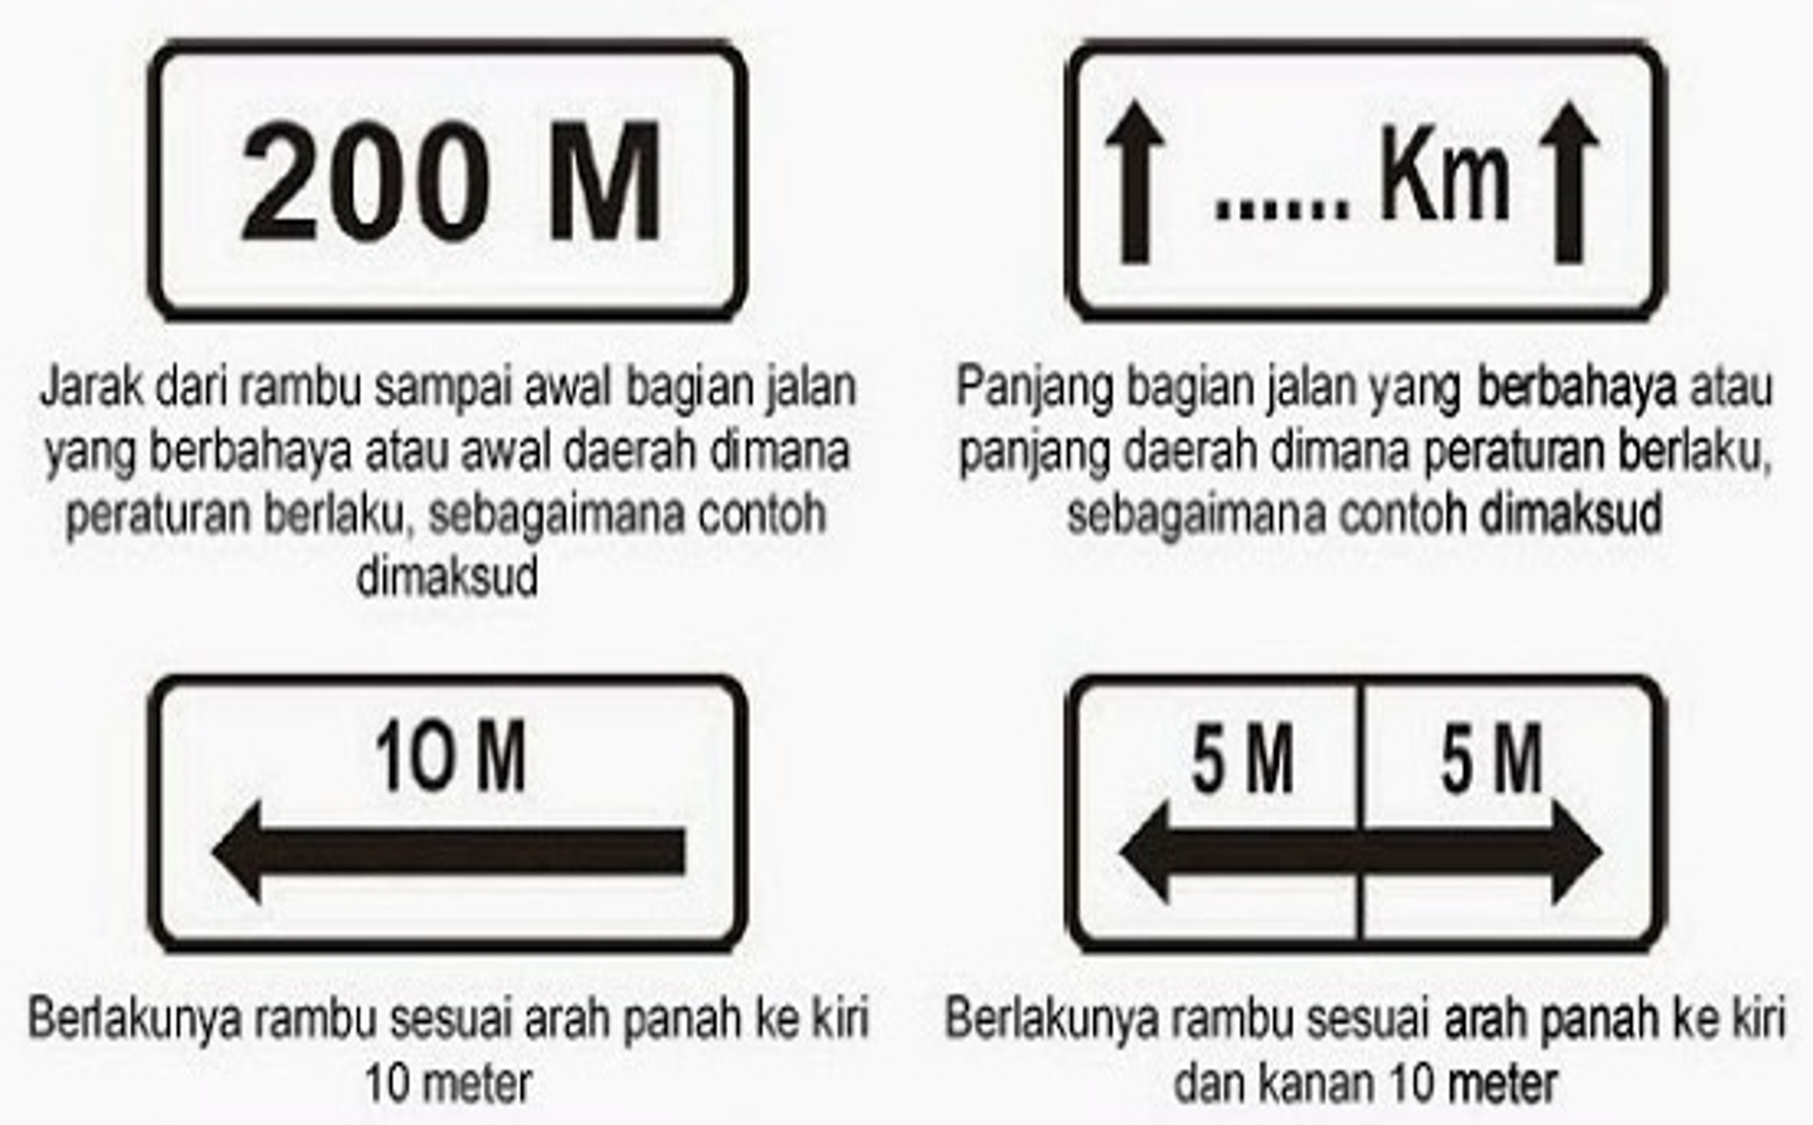 200 M
Jarak dari rambu sampai awal bagian jalan
yang berbahaya atau awal daerah dimana
peraturan berlaku, sebagaimana contoh
dimaksud
...... Km
Panjang bagian jalan yang berbahaya atau
panjang daerah dimana peraturan berlaku,
sebagaimana contoh dimaksud
10 M
Berlakunya rambu sesuai arah panah ke kiri
10 meter
5 M 5 M
Berlakunya rambu sesuai arah panah ke kiri
dan kanan 10 meter